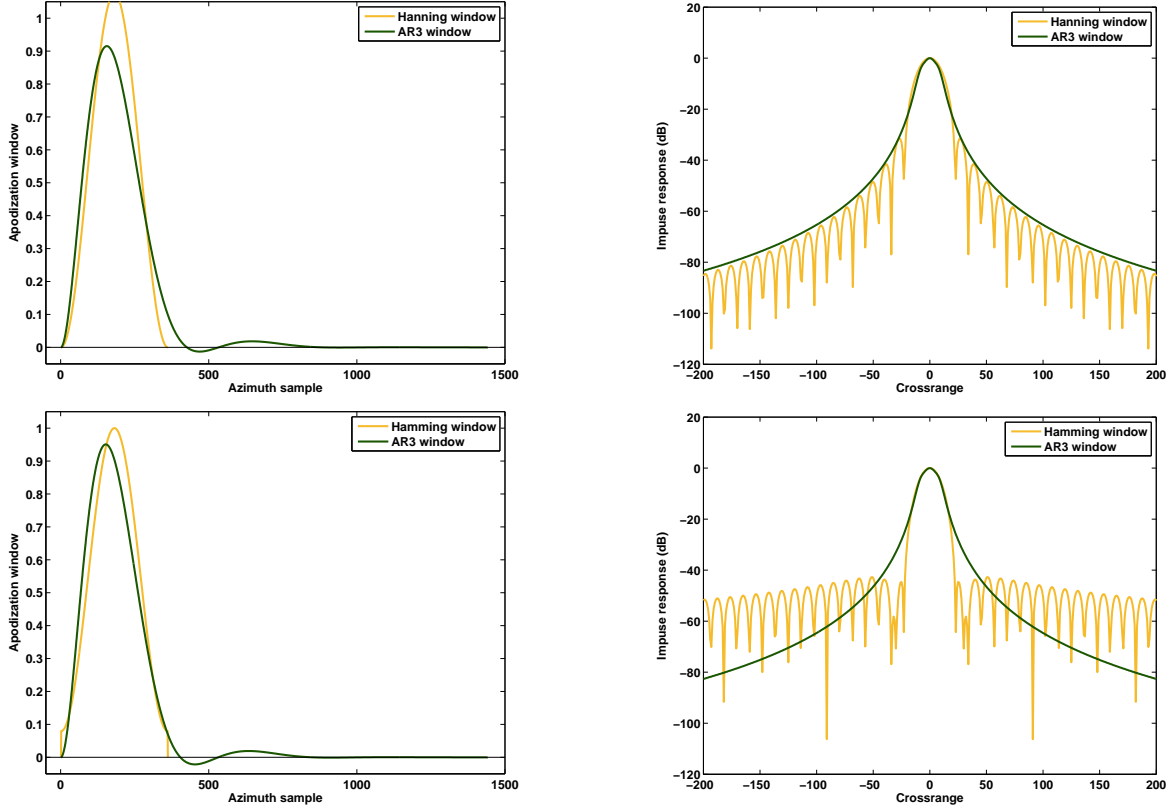 1
0.9
0.8
0.7
0.6
0.5
0.4
0.3
0.2
0.1
0
Apodization window
0 500 1000 1500
Azimuth sample
Hanning window
AR3 window
20
0
−20
−40
−60
−80
−100
−120
Impuse response (dB)
−200 −150 −100 −50 0 50 100 150 200
Crossrange
Hanning window
AR3 window
1
0.9
0.8
0.7
0.6
0.5
0.4
0.3
0.2
0.1
0
Apodization window
0 500 1000 1500
Azimuth sample
Hamming window
AR3 window
20
0
−20
−40
−60
−80
−100
−120
Impuse response (dB)
−200 −150 −100 −50 0 50 100 150 200
Crossrange
Hamming window
AR3 window